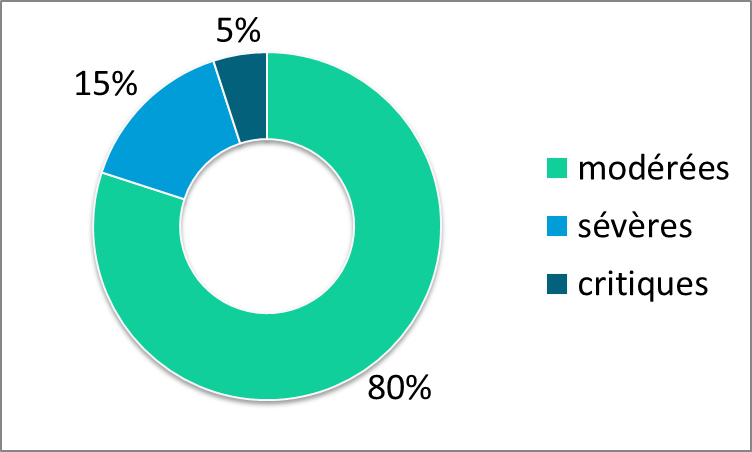 5%
15%
80%
modérées
sévères
critiques